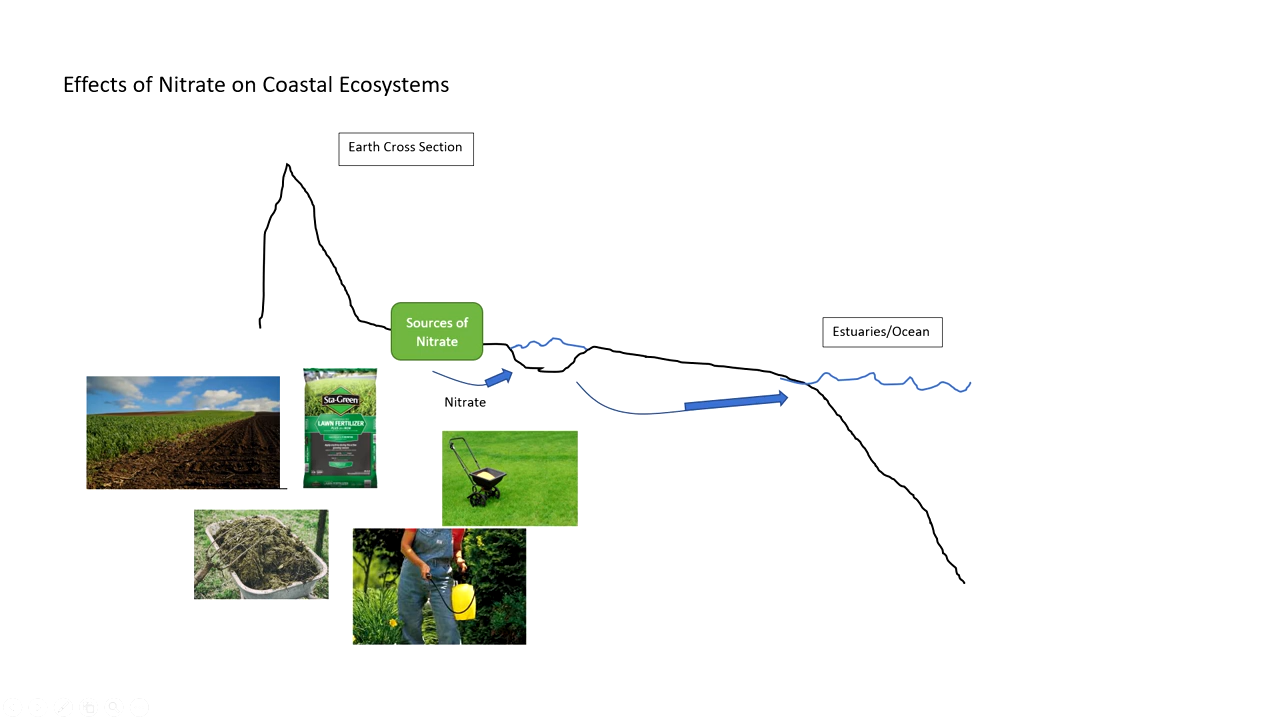 Effects of Nitrate on Coastal Ecosystems
Earth Cross Section
Sources of
Nitrate
Estuaries/Ocean
Nitrate
Sta-Green
LAWN FERTILIZER